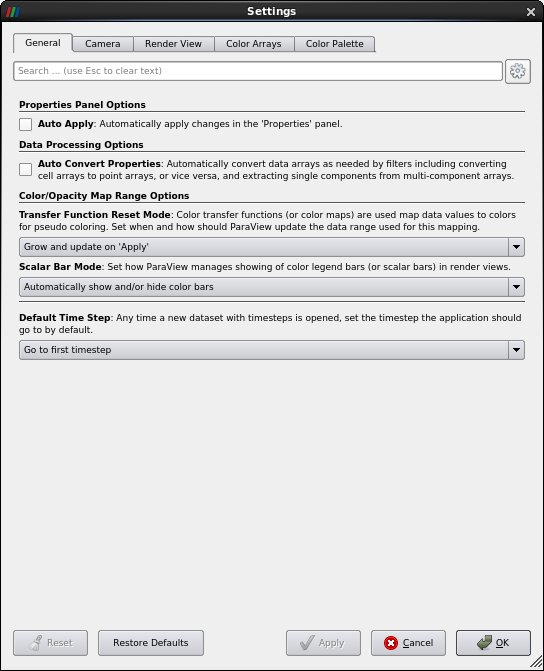 Settings
General Camera Render View Color Arrays Color Palette
Search ... (use Esc to clear text)
Properties Panel Options
Auto Apply: Automatically apply changes in the 'Properties' panel.
Data Processing Options
Auto Convert Properties: Automatically convert data arrays as needed by filters including converting
cell arrays to point arrays, or vice versa, and extracting single components from multi-component arrays.
Color/Opacity Map Range Options
Transfer Function Reset Mode: Color transfer functions (or color maps) are used map data values to colors
for pseudo coloring. Set when and how should ParaView update the data range used for this mapping.
Grow and update on 'Apply'
Scalar Bar Mode: Set how ParaView manages showing of color legend bars (or scalar bars) in render views.
Automatically show and/or hide color bars
Default Time Step: Any time a new dataset with timesteps is opened, set the timestep the application should
go to by default.
Go to first timestep
Reset Restore Defaults Apply Cancel OK